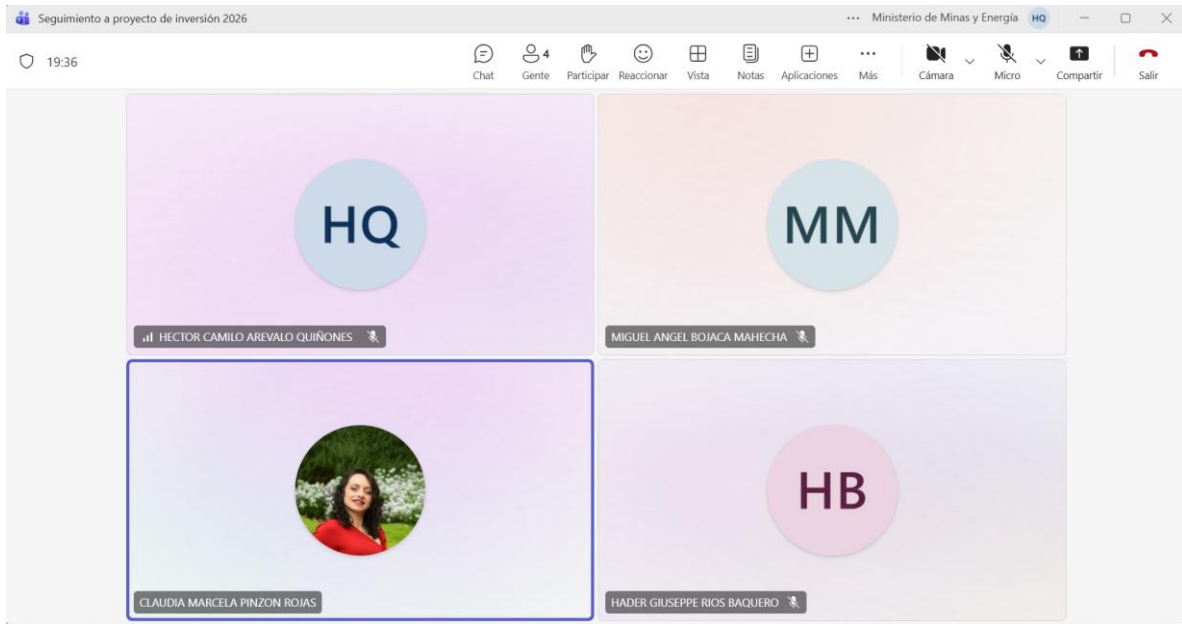 Seguimiento a proyecto de inversión 2026
... Ministerio de Minas y Energía HQ
19:36
Chat
4
Gente
Participar
Reaccionar
Vista
Notas
Aplicaciones
Más
Cámara
Micro
Compartir
Salir
HQ
HECTOR CAMILO AREVALO QUIÑONES
MM
MIGUEL ANGEL BOJACA MAHECHA
CLAUDIA MARCELA PINZON ROJAS
HB
HADER GIUSEPPE RIOS BAQUERO